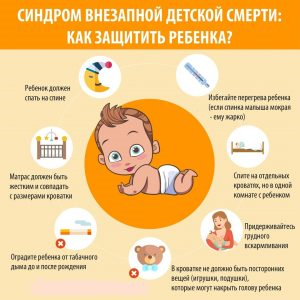 СИНДРОМ ВНЕЗАПНОЙ ДЕТСКОЙ СМЕРТИ:
КАК ЗАЩИТИТЬ РЕБЕНКА?
Ребенок должен
спать на спине
Избегайте перегрева ребенка
(если спинка малыша мокрая
- ему жарко)
Матрас должен быть
жестким и совпадать
с размерами кроватки
Спите на отдельных
кроватях, но в одной
комнате с ребенком
Оградите ребенка от табачного
дыма до и после рождения
Придерживайтесь
грудного
вскармливания
В кроватке не должно быть посторонних
вещей (игрушки, подушки),
которые могут накрыть голову ребенка